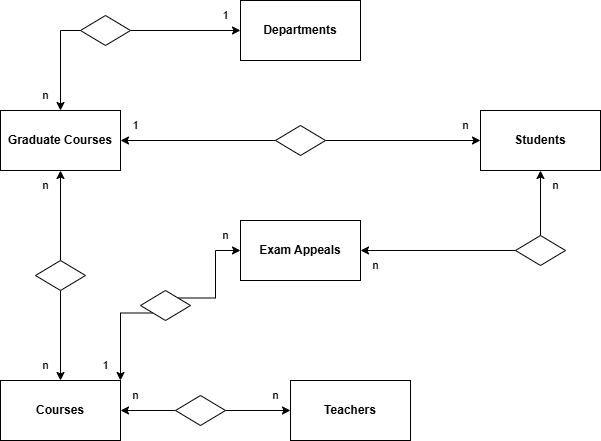 1
Departments
n
Graduate Courses
1
n
Students
n
n
n
Exam Appeals
n
n
1
Courses
n
n
Teachers